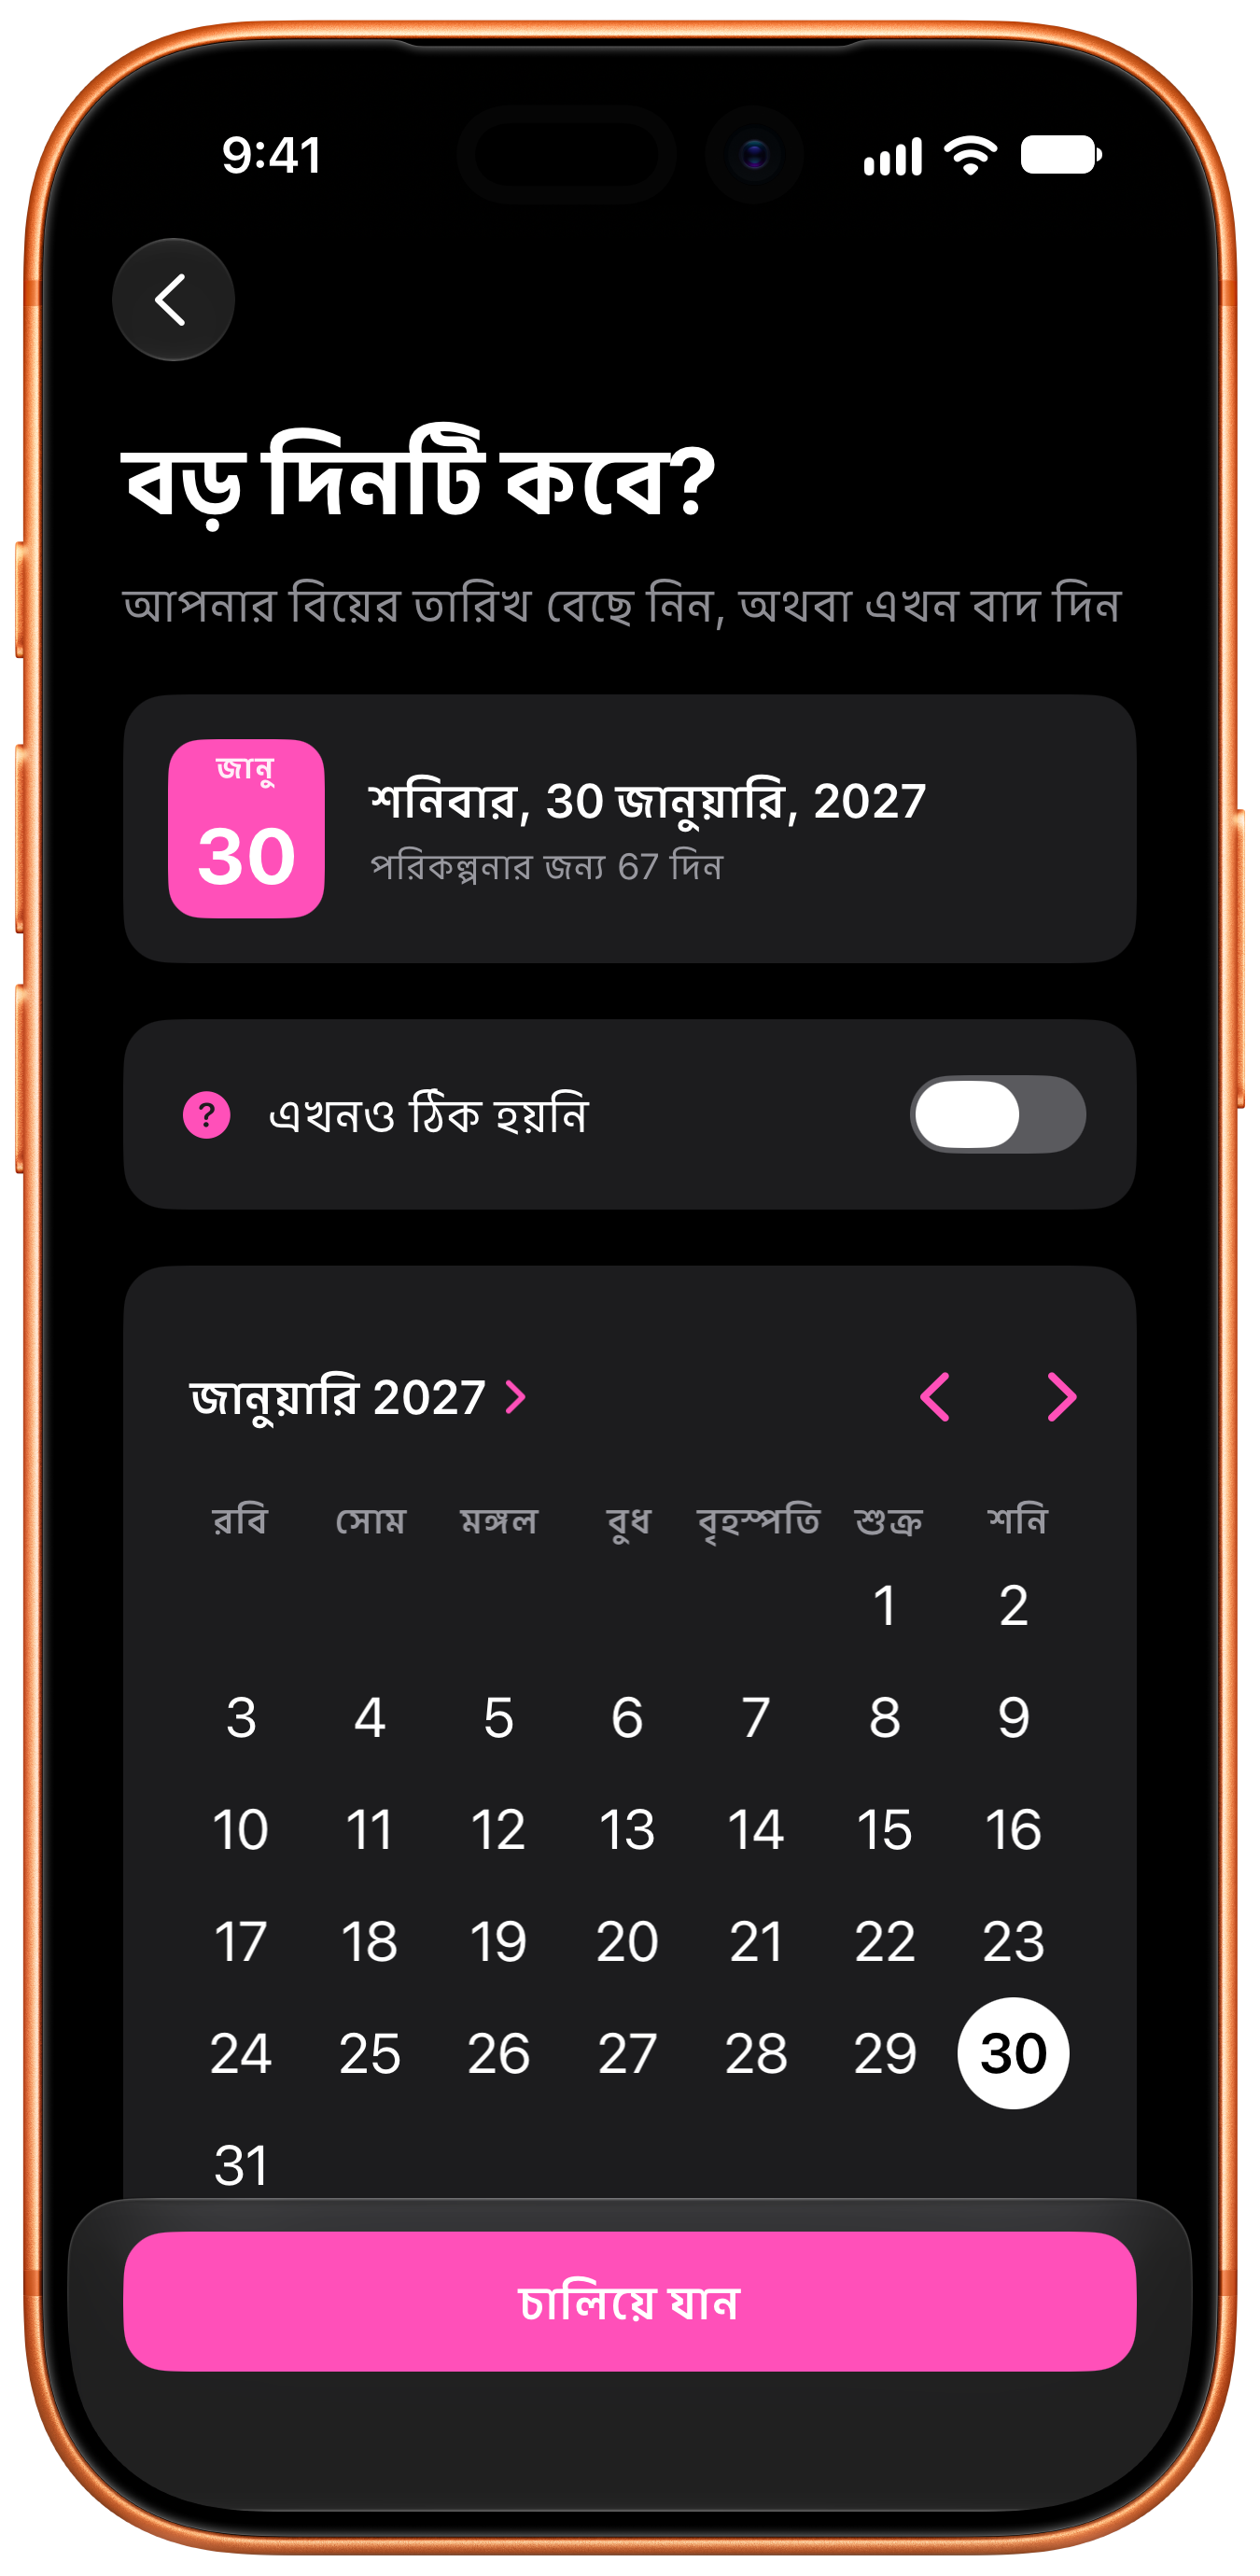 9:41
বড় দিনটি কবে?
আপনার বিয়ের তারিখ বেছে নিন, অথবা এখন বাদ দিন
জানু
30
শনিবার, 30 জানুয়ারি, 2027
পরিকল্পনার জন্য 67 দিন
? এখনও ঠিক হয়নি
জানুয়ারি 2027
রবি সোম মঙ্গল বুধ বৃহস্পতি শুক্র শনি
1 2
3 4 5 6 7 8 9
10 11 12 13 14 15 16
17 18 19 20 21 22 23
24 25 26 27 28 29 30
31
চালিয়ে যান